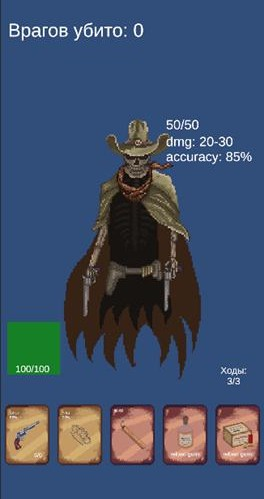 Врагов убито: 0
50/50
dmg: 20-30
accuracy: 85%
100/100
Ходы:
3/3